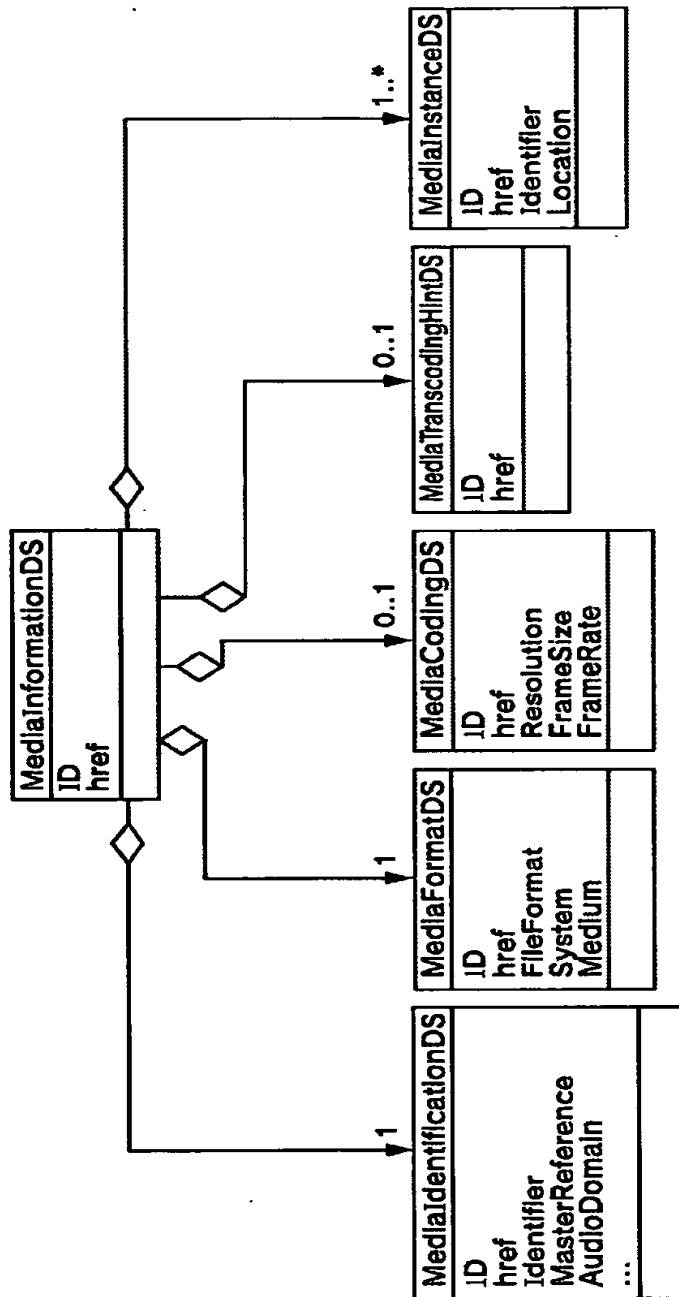 MediaInformationDS
ID
href
1
0..1
0..1
1..*
1
MediaIdentificationDS
ID
href
Identifier
MasterReference
AudioDomain
...
MediaFormatDS
ID
href
FileFormat
System
Medium
MediaCodingDS
ID
href
Resolution
FrameSize
FrameRate
MediaTranscodingHintDS
ID
href
MediaInstanceDS
ID
href
Identifier
Location